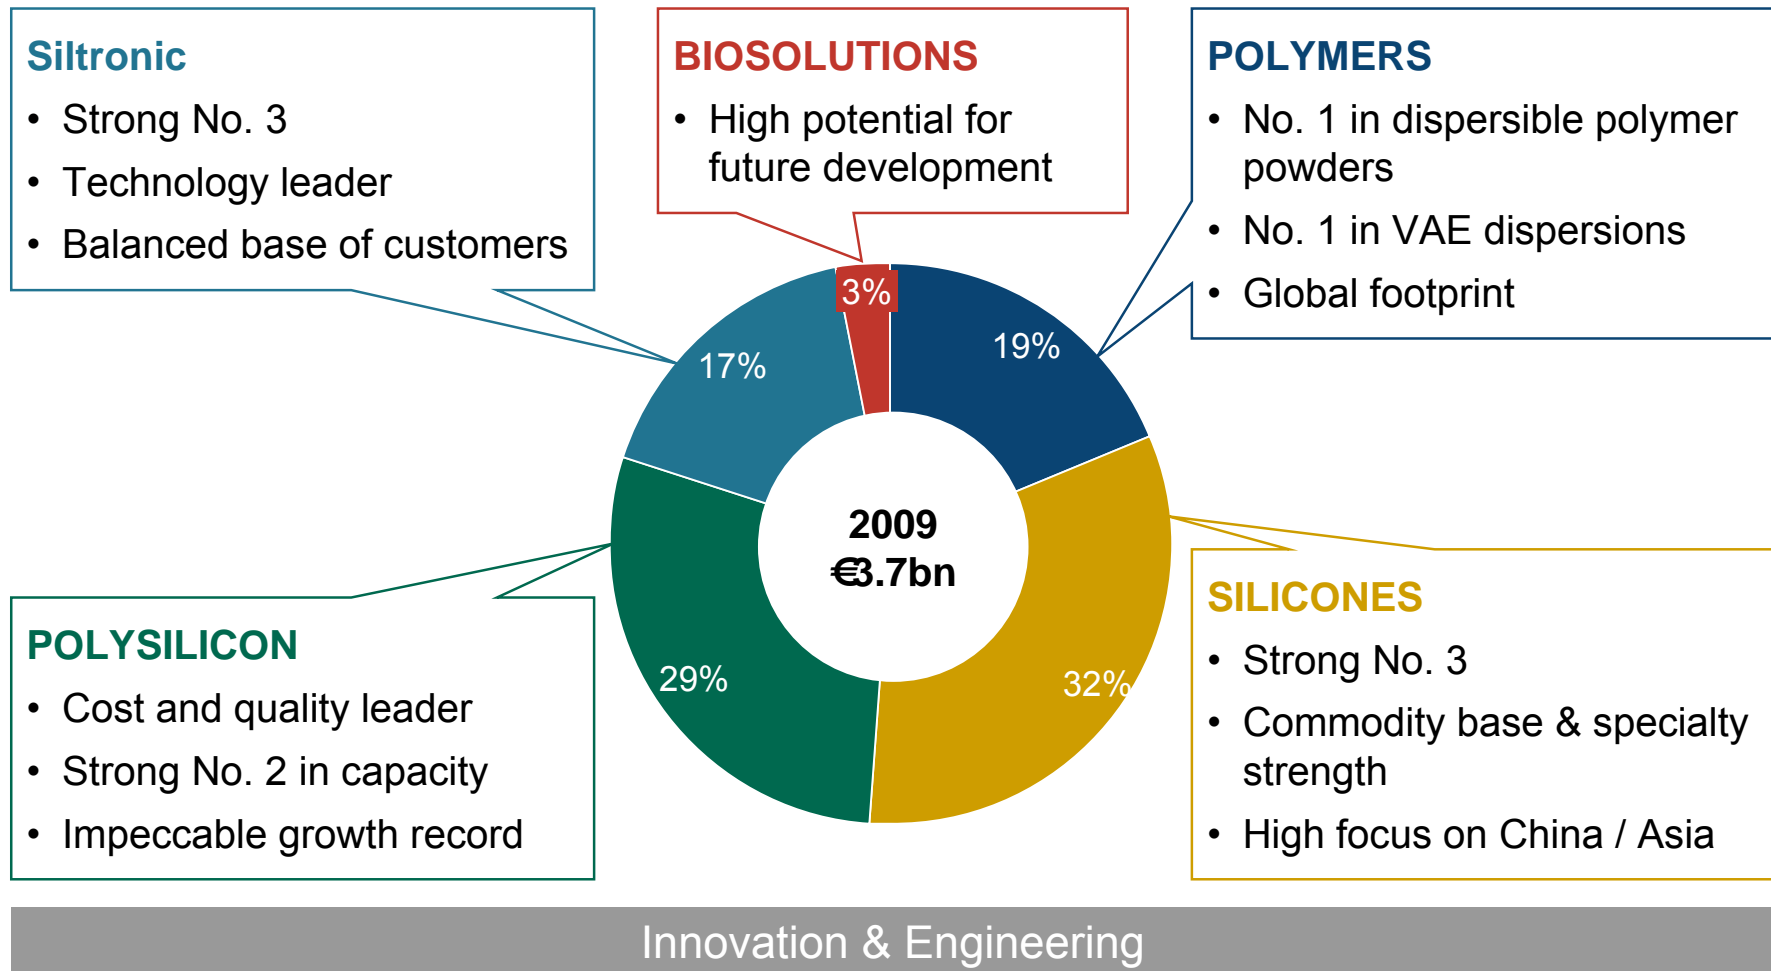 Siltronic
• Strong No. 3
• Technology leader
• Balanced base of customers
BIOSOLUTIONS
• High potential for
future development
POLYMERS
• No. 1 in dispersible polymer
powders
• No. 1 in VAE dispersions
• Global footprint
3%
19%
17%
2009
€3.7bn
29%
32%
POLYSILICON
• Cost and quality leader
• Strong No. 2 in capacity
• Impeccable growth record
SILICONES
• Strong No. 3
• Commodity base & specialty
strength
• High focus on China / Asia
Innovation & Engineering